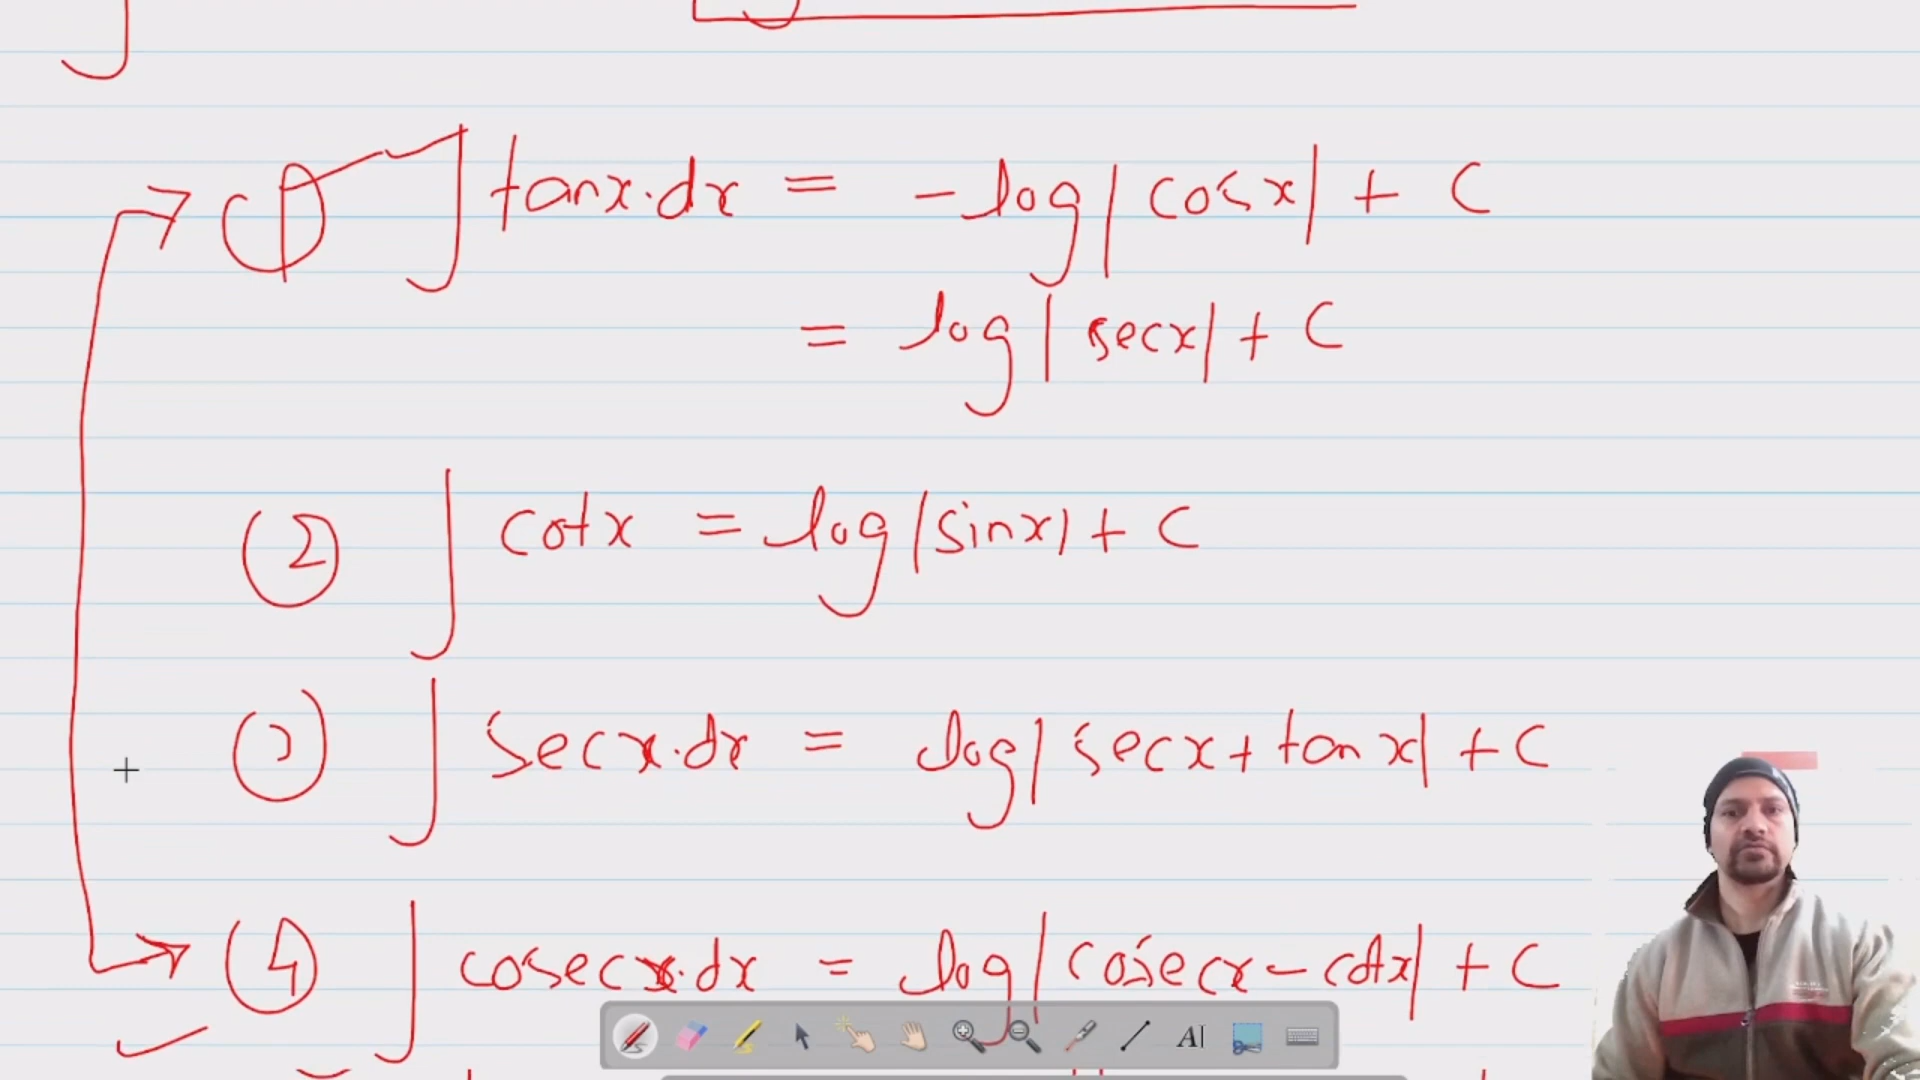 ① ∫ tanx.dx = -log|cosx| + C
= log|secx| + C
② ∫ cotx = log|sinx| + C
③ ∫ secx.dx = log|secx + tanx| + C
④ ∫ cosecx.dx = log|cosecx - cotx| + C
AI